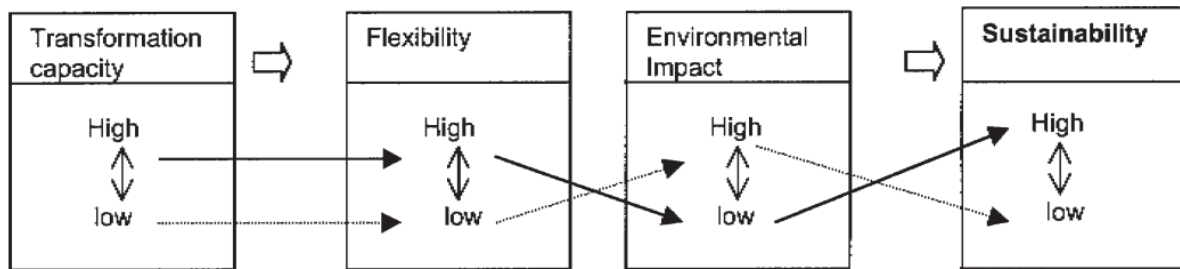 Transformation
capacity
High
low
Flexibility
High
low
Environmental
Impact
High
low
Sustainability
High
low